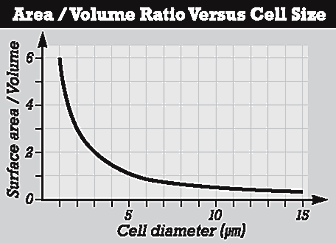 Area / Volume Ratio Versus Cell Size
Surface area / Volume
6
4
2
0
5
10
15
Cell diameter (µm)